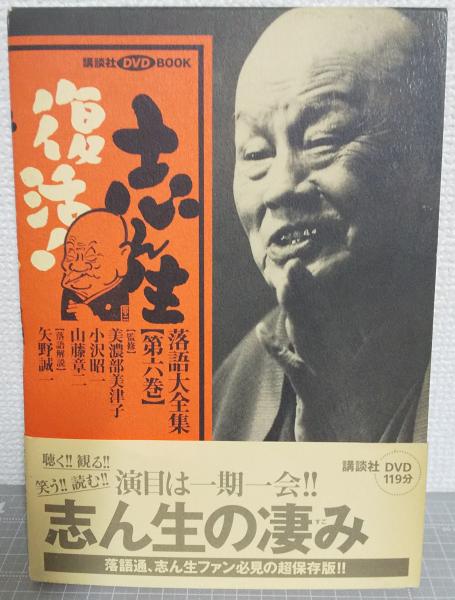 講談社 DVD BOOK
志ん生
復活!
落語大全集
【第六巻】
[監修]
美濃部美津子
小沢昭一
山藤章二
[落語解説]
矢野誠一
聴く!! 観る!!
笑う!! 読む!!
演目は一期一会!!
講談社 DVD
119分
志ん生の凄み
すご
落語通、志ん生ファン必見の超保存版!!